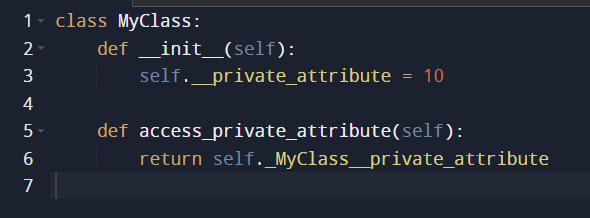 1 class MyClass:
2     def __init__(self):
3         self.__private_attribute = 10
4
5     def access_private_attribute(self):
6         return self._MyClass__private_attribute
7